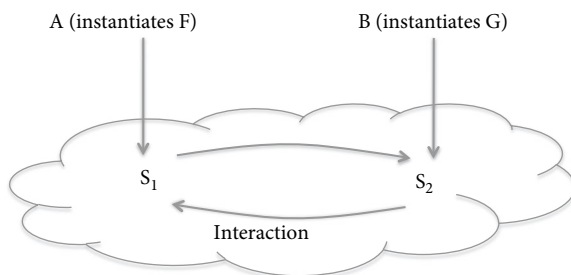 A (instantiates F) B (instantiates G)
S₁ S₂
Interaction